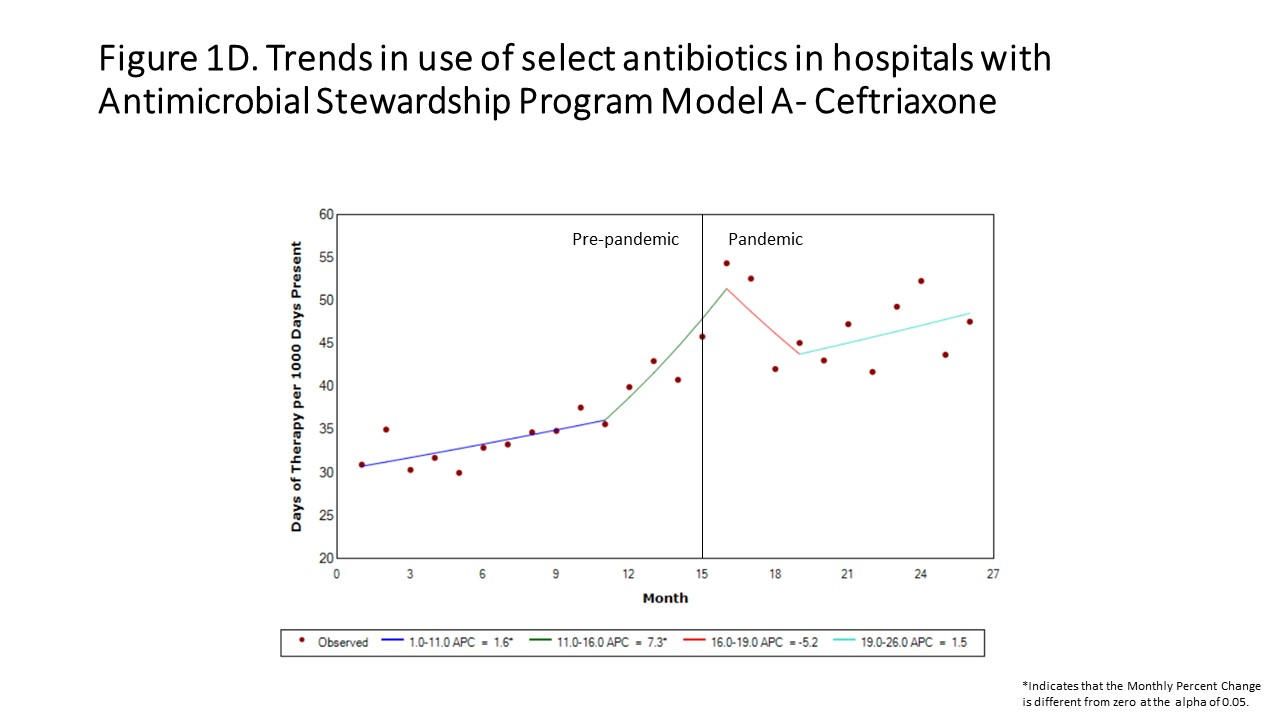 Figure 1D. Trends in use of select antibiotics in hospitals with
Antimicrobial Stewardship Program Model A- Ceftriaxone
Days of Therapy per 1000 Days Present
60
55
50
45
40
35
30
25
20
Pre-pandemic Pandemic
0 3 6 9 12 15 18 21 24 27
Month
Observed 1.0-11.0 APC = 1.6* 11.0-16.0 APC = 7.3* 16.0-19.0 APC = -5.2 19.0-26.0 APC = 1.5
*Indicates that the Monthly Percent Change
is different from zero at the alpha of 0.05.